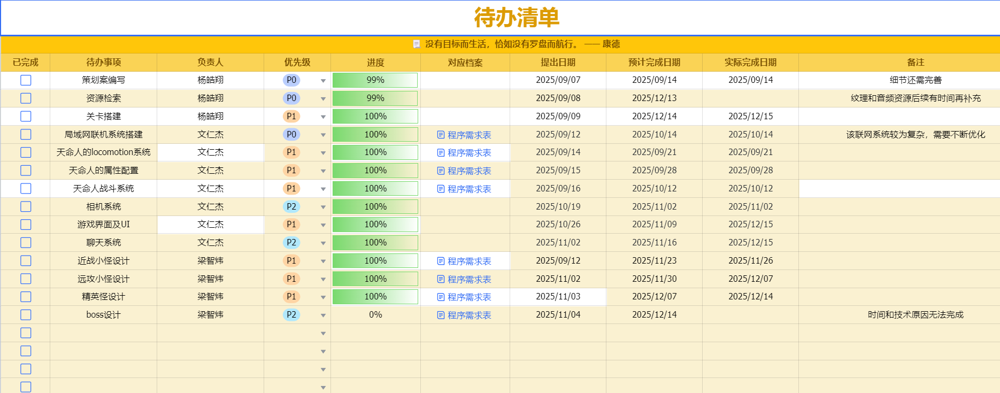 待办清单
没有目标而生活，恰如没有罗盘而航行。 —— 康德
已完成 待办事项 负责人 优先级 进度 对应档案 提出日期 预计完成日期 实际完成日期 备注
策划案编写 杨皓翔 P0 99% 2025/09/07 2025/09/14 2025/09/14 细节还需完善
资源检索 杨皓翔 P0 99% 2025/09/08 2025/12/13 纹理和音频资源后续有时间再补充
关卡搭建 杨皓翔 P1 100% 2025/09/09 2025/12/14 2025/12/15
局域网联机系统搭建 文仁杰 P0 100% 程序需求表 2025/09/12 2025/10/14 2025/10/14 该联网系统较为复杂，需要不断优化
天命人的locomotion系统 文仁杰 P1 100% 程序需求表 2025/09/14 2025/09/21 2025/09/21
天命人的属性配置 文仁杰 P1 100% 程序需求表 2025/09/15 2025/09/28 2025/09/28
天命人战斗系统 文仁杰 P1 100% 程序需求表 2025/09/16 2025/10/12 2025/10/12
相机系统 文仁杰 P2 100% 2025/10/19 2025/11/02 2025/11/02
游戏界面及UI 文仁杰 P1 100% 2025/10/26 2025/11/09 2025/12/15
聊天系统 文仁杰 P2 100% 2025/11/02 2025/11/16 2025/12/15
近战小怪设计 梁智炜 P1 100% 程序需求表 2025/09/12 2025/11/23 2025/11/26
远攻小怪设计 梁智炜 P1 100% 程序需求表 2025/11/02 2025/11/30 2025/12/07
精英怪设计 梁智炜 P1 100% 程序需求表 2025/11/03 2025/12/07 2025/12/14
boss设计 梁智炜 P2 0% 程序需求表 2025/11/04 2025/12/14 时间和技术原因无法完成